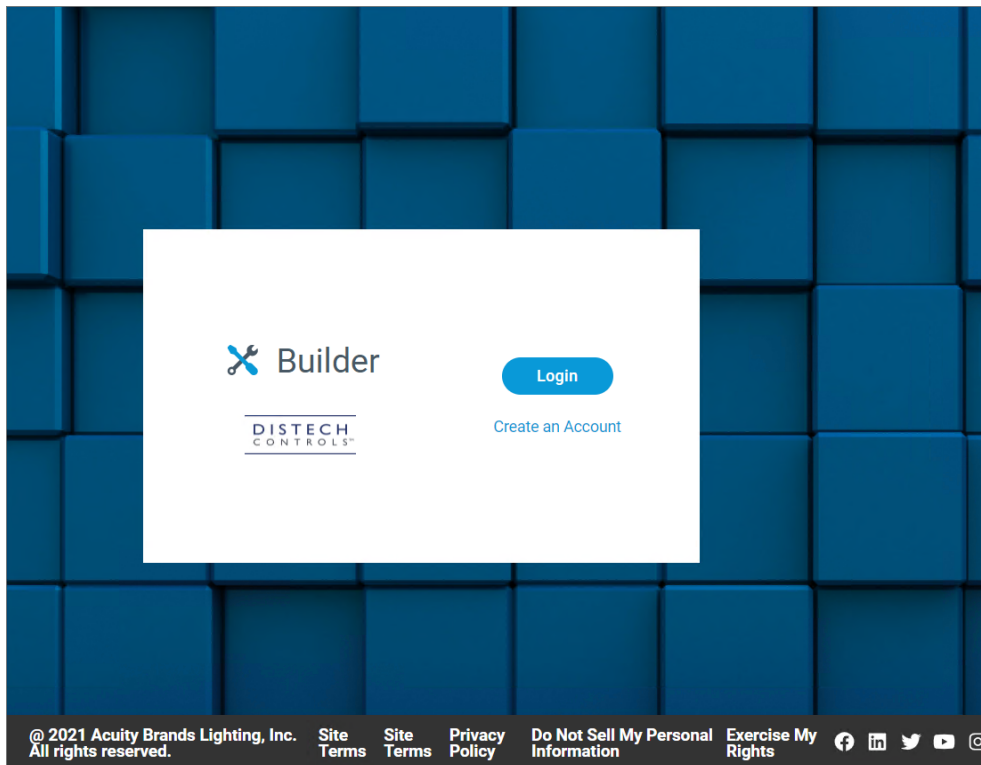 Builder
DISTECH
CONTROLS™
Login
Create an Account
@ 2021 Acuity Brands Lighting, Inc.
All rights reserved.
Site
Terms
Site
Terms
Privacy
Policy
Do Not Sell My Personal
Information
Exercise My
Rights